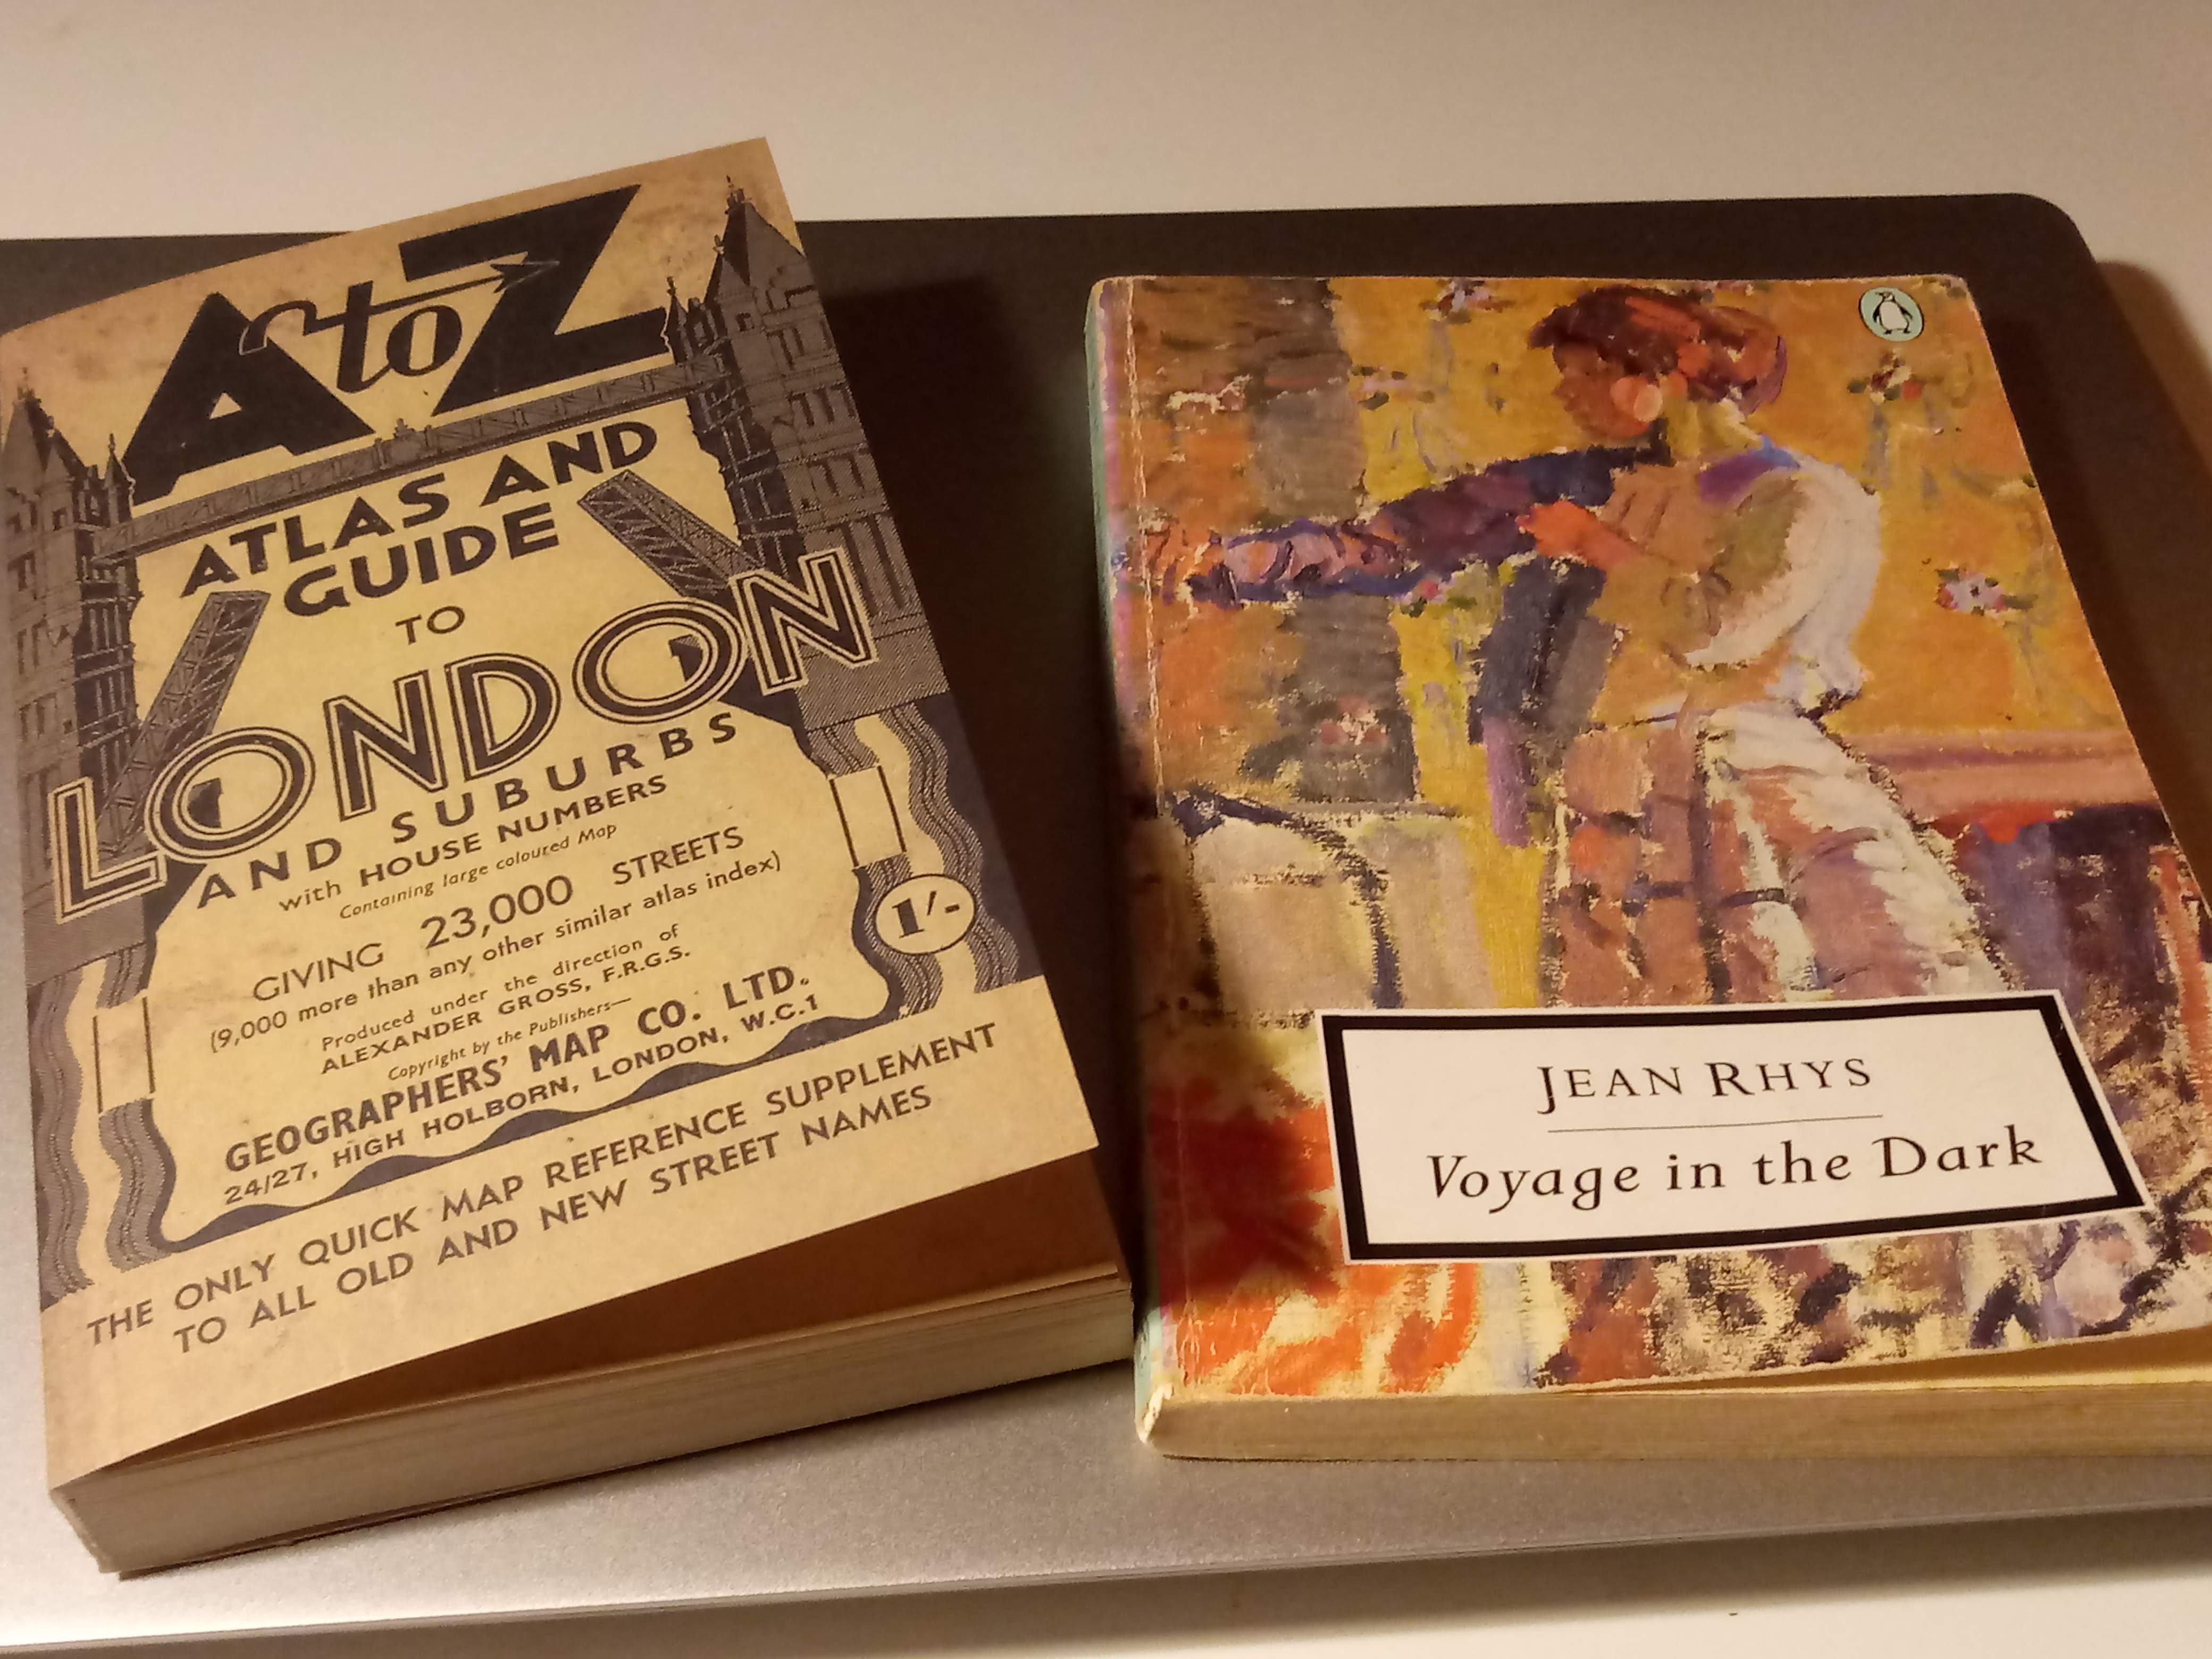 A to Z
ATLAS AND
GUIDE
TO
LONDON
AND SUBURBS
with HOUSE NUMBERS
Containing large coloured Map
GIVING 23,000 STREETS
(9,000 more than any other similar atlas index)
Produced under the direction of
ALEXANDER GROSS, F.R.G.S.
Copyright by the Publishers—
GEOGRAPHERS' MAP CO. LTD.
24/27, HIGH HOLBORN, LONDON, W.C.1
1/-
THE ONLY QUICK MAP REFERENCE SUPPLEMENT
TO ALL OLD AND NEW STREET NAMES
JEAN RHYS
Voyage in the Dark